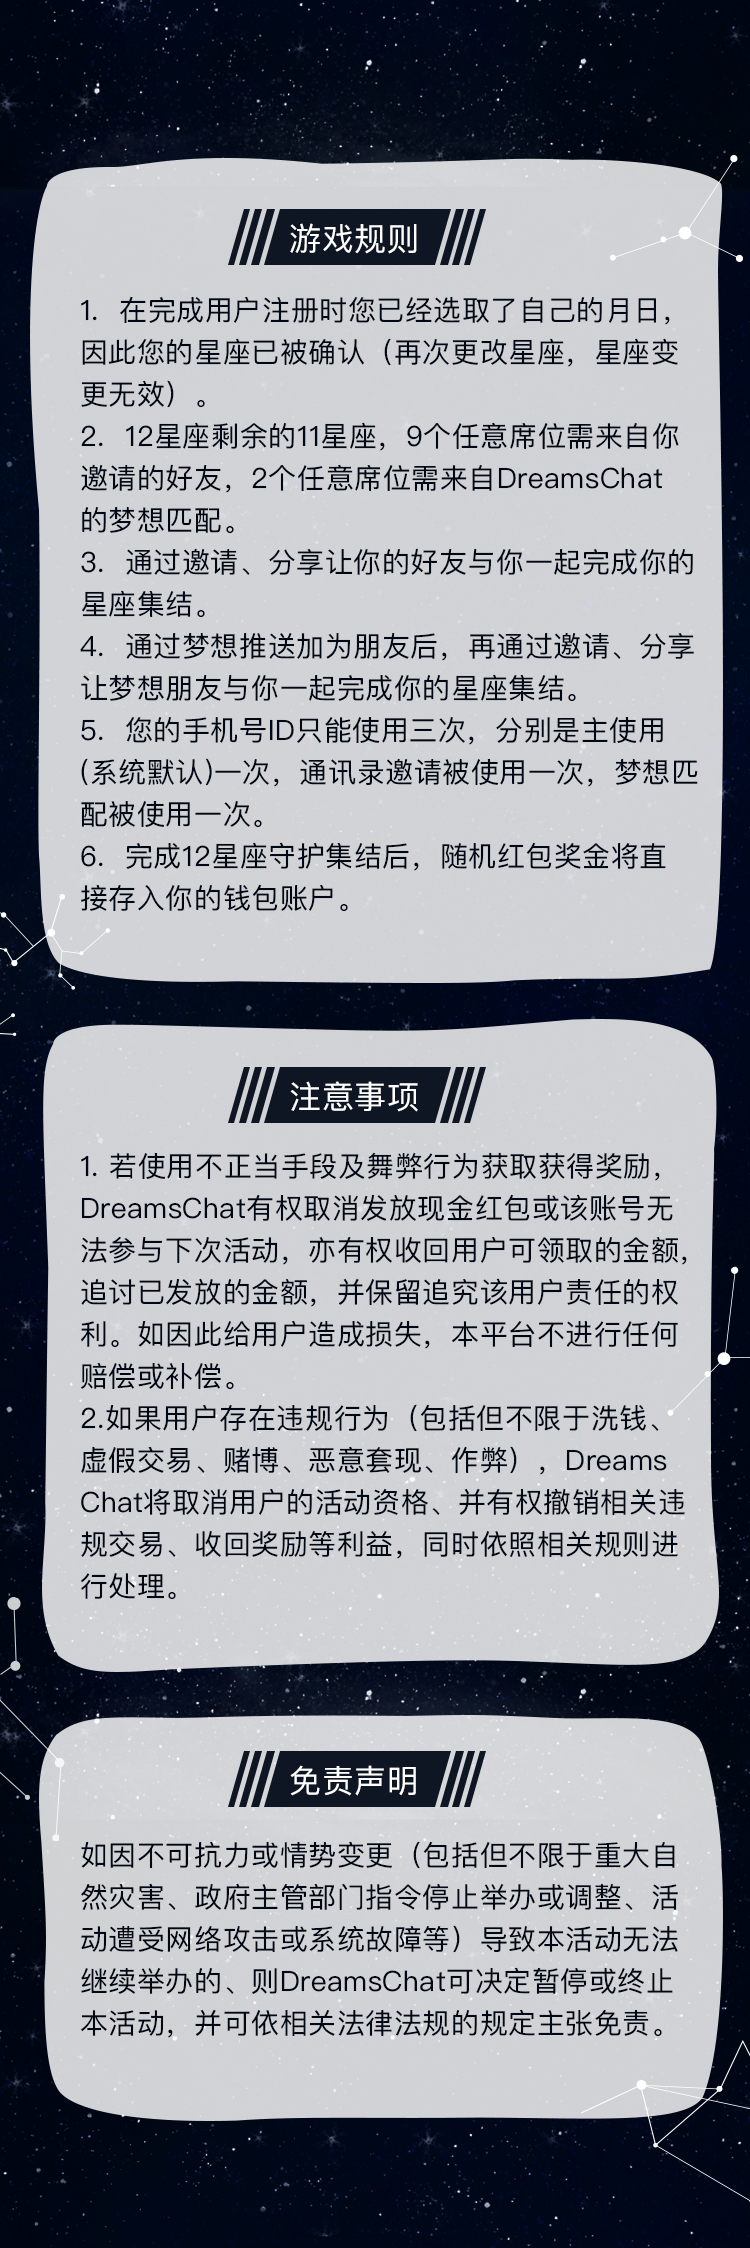 游戏规则
1. 在完成用户注册时您已经选取了自己的月日，
因此您的星座已被确认（再次更改星座，星座变
更无效）。
2. 12星座剩余的11星座，9个任意席位需来自你
邀请的好友，2个任意席位需来自DreamsChat
的梦想匹配。
3. 通过邀请、分享让你的好友与你一起完成你的
星座集结。
4. 通过梦想推送加为朋友后，再通过邀请、分享
让梦想朋友与你一起完成你的星座集结。
5. 您的手机号ID只能使用三次，分别是主使用
(系统默认)一次，通讯录邀请被使用一次，梦想匹
配被使用一次。
6. 完成12星座守护集结后，随机红包奖金将直
接存入你的钱包账户。
注意事项
1. 若使用不正当手段及舞弊行为获取获得奖励，
DreamsChat有权取消发放现金红包或该账号无
法参与下次活动，亦有权收回用户可领取的金额，
追讨已发放的金额，并保留追究该用户责任的权
利。如因此给用户造成损失，本平台不进行任何
赔偿或补偿。
2.如果用户存在违规行为（包括但不限于洗钱、
虚假交易、赌博、恶意套现、作弊），Dreams
Chat将取消用户的活动资格、并有权撤销相关违
规交易、收回奖励等利益，同时依照相关规则进
行处理。
免责声明
如因不可抗力或情势变更（包括但不限于重大自
然灾害、政府主管部门指令停止举办或调整、活
动遭受网络攻击或系统故障等）导致本活动无法
继续举办的、则DreamsChat可决定暂停或终止
本活动，并可依相关法律法规的规定主张免责。